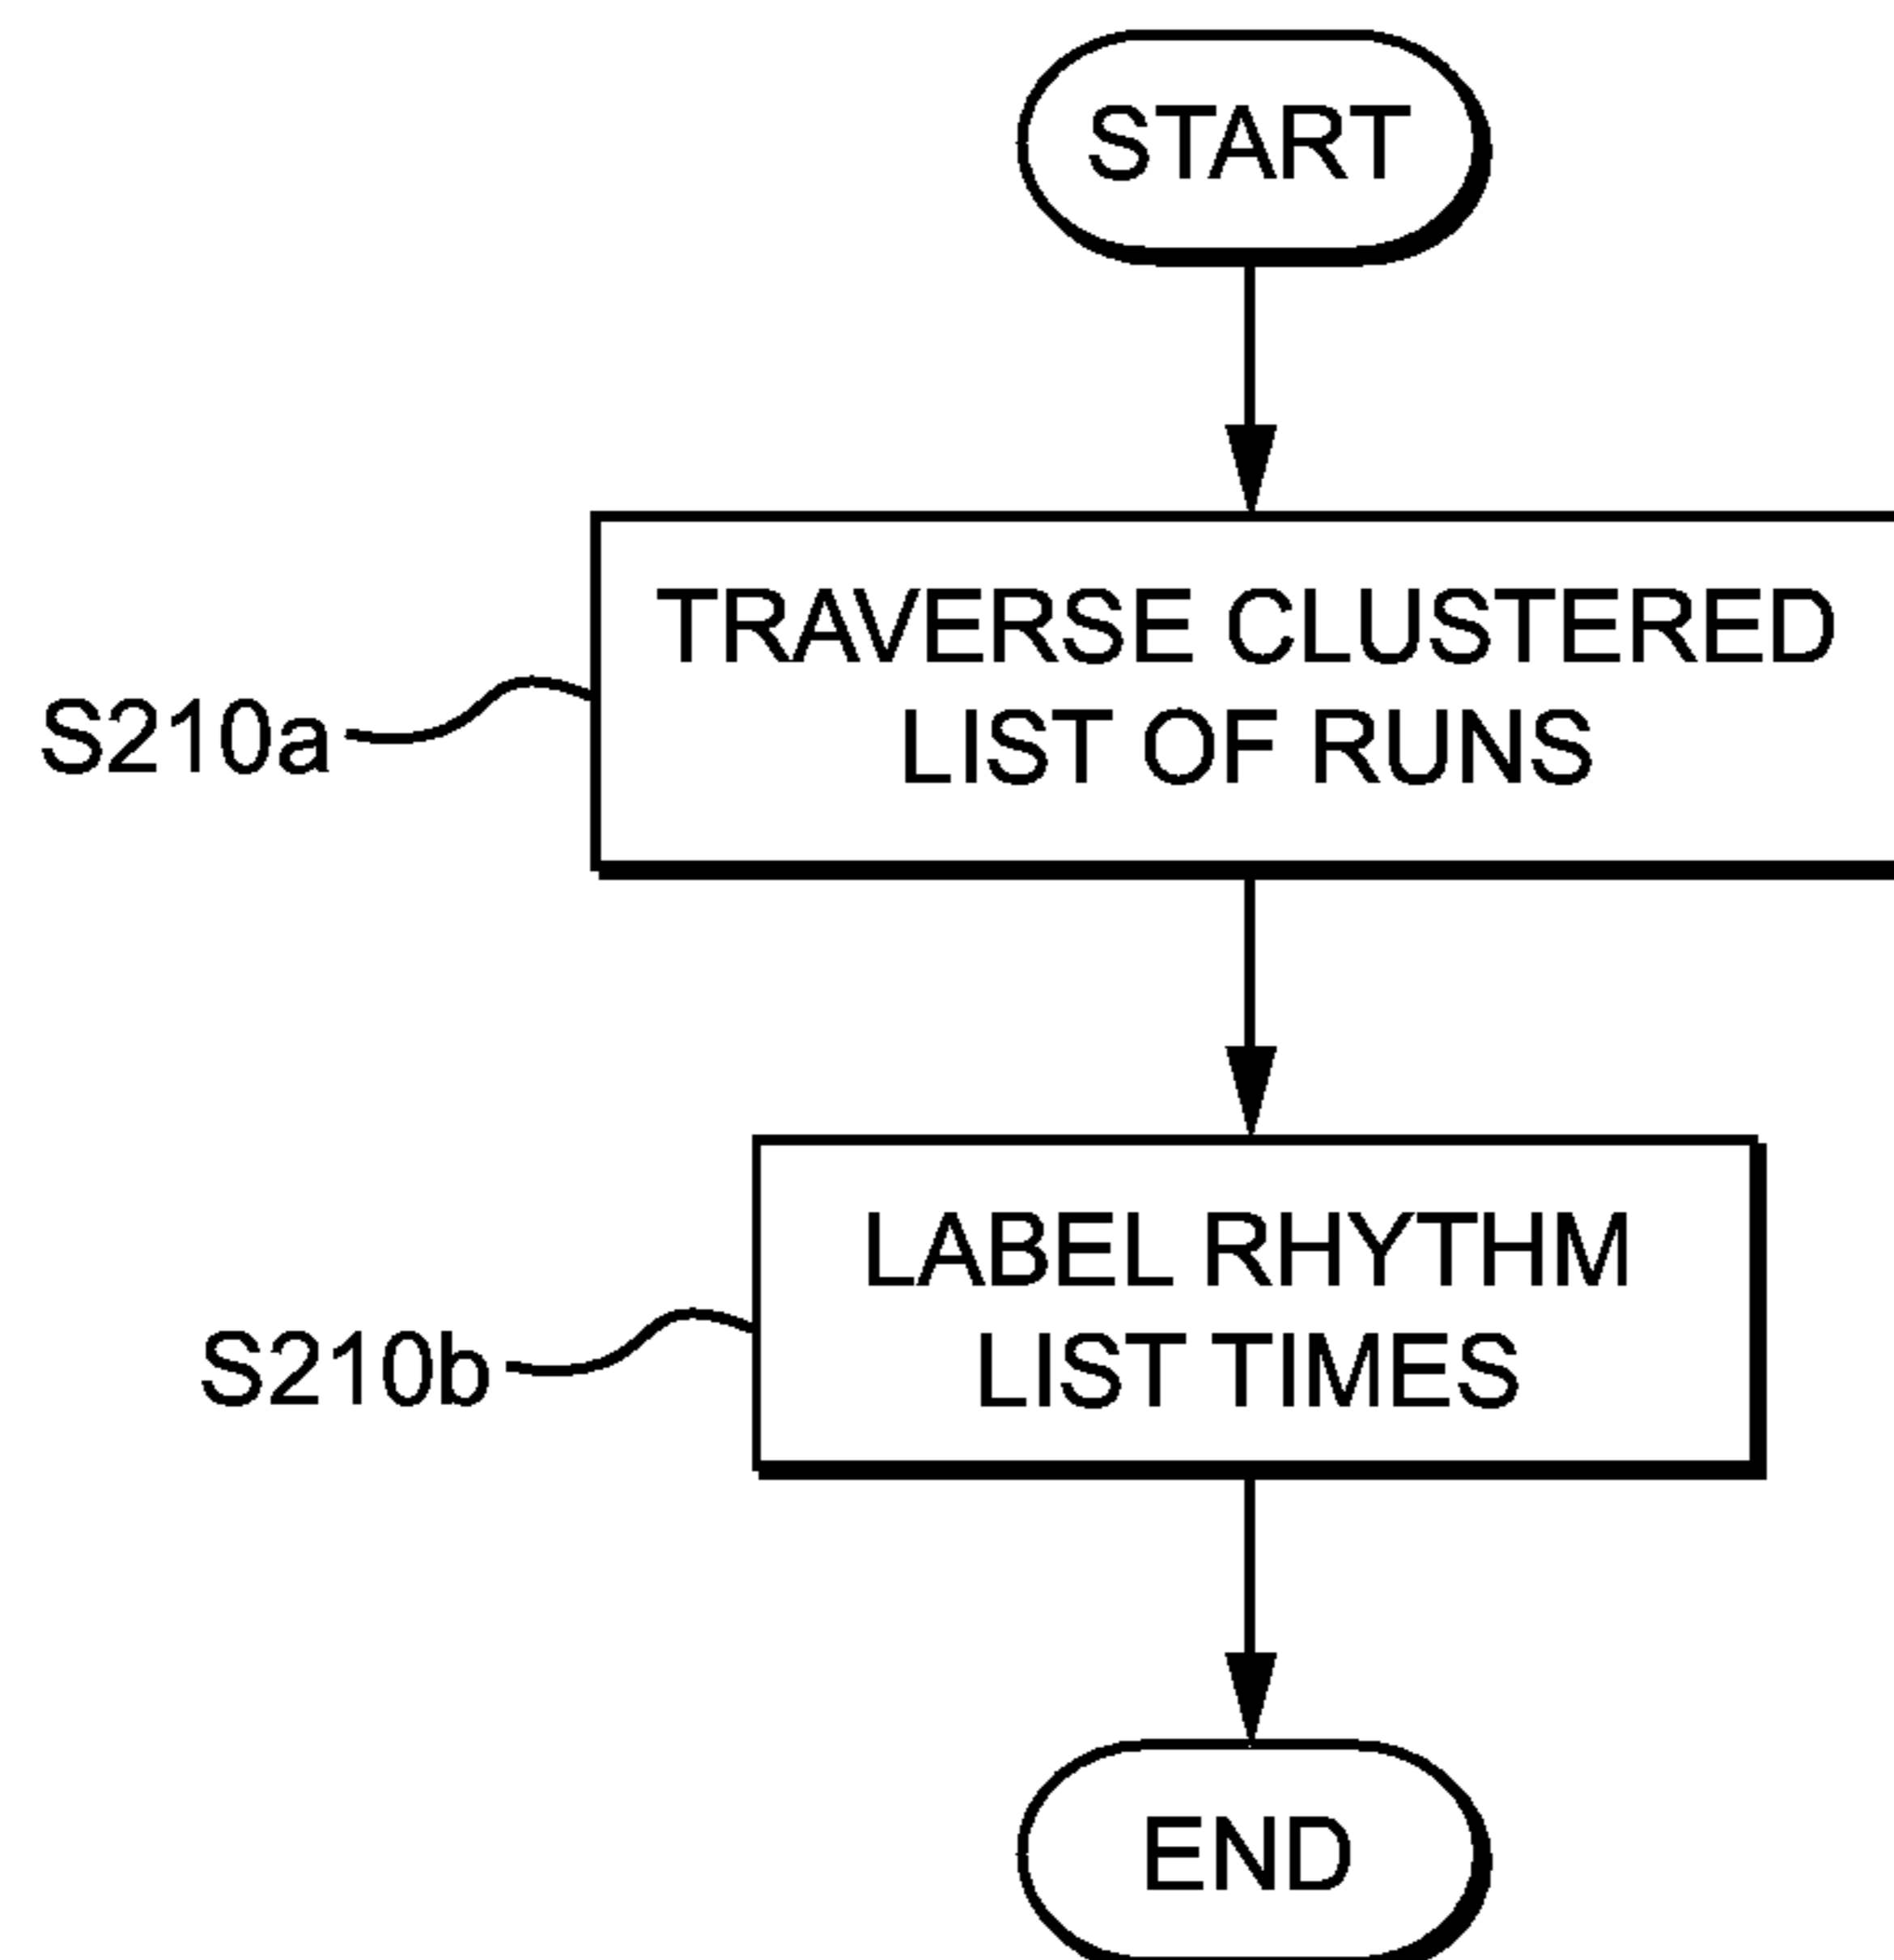 START
TRAVERSE CLUSTERED
LIST OF RUNS
S210a
LABEL RHYTHM
LIST TIMES
S210b
END